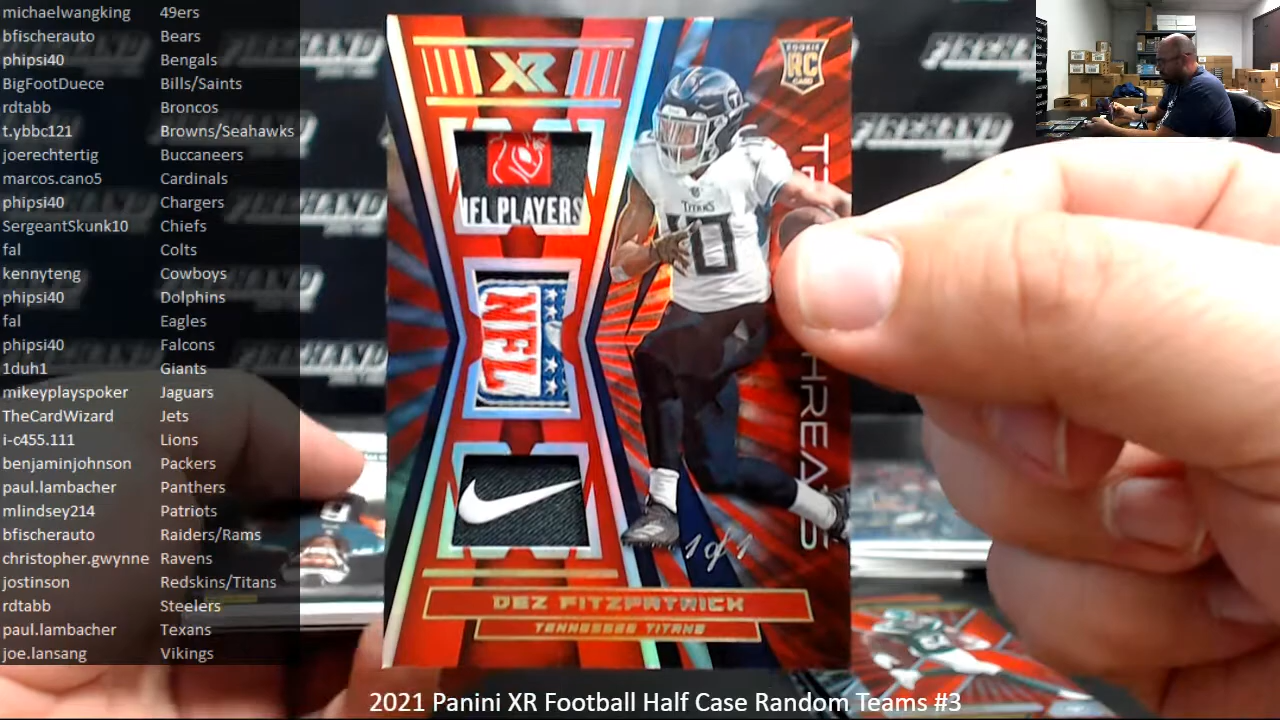 michaelwangking 49ers
bfischerauto Bears
phipsi40 Bengals
BigFootDuece Bills/Saints
rdtabb Broncos
t.ybbc121 Browns/Seahawks
joerechtertig Buccaneers
marcos.cano5 Cardinals
phipsi40 Chargers
SergeantSkunk10 Chiefs
fal Colts
kennyteng Cowboys
phipsi40 Dolphins
fal Eagles
phipsi40 Falcons
1duh1 Giants
mikeyplayspoker Jaguars
TheCardWizard Jets
i-c455.111 Lions
benjaminjohnson Packers
paul.lambacher Panthers
mlindsey214 Patriots
bfischerauto Raiders/Rams
christopher.gwynne Ravens
jostinson Redskins/Titans
rdtabb Steelers
paul.lambacher Texans
joe.lansang Vikings
XR
ROOKIE
RC
CARD
NFL PLAYERS
NFL
TITANS
10
1 of 1
DEZ FITZPATRICK
TENNESSEE TITANS
FIREHAND
FIREHAND
FIREHAND
2021 Panini XR Football Half Case Random Teams #3